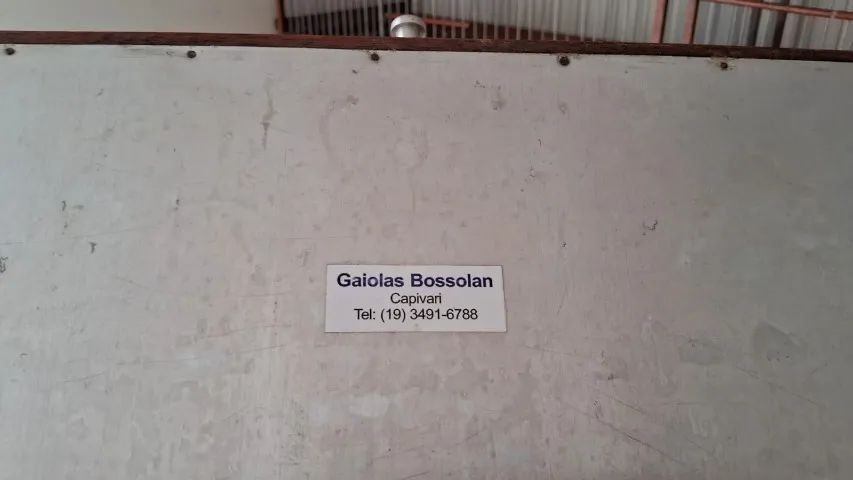 Gaiolas Bossolan
Capivari
Tel: (19) 3491-6788